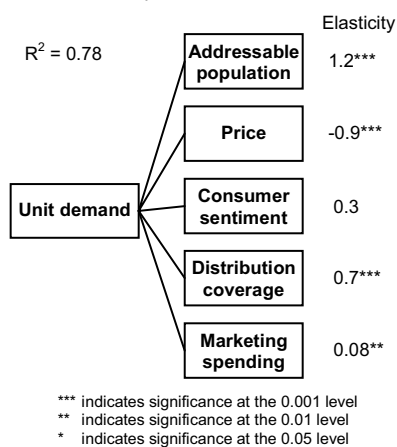 Elasticity
R² = 0.78
Addressable
population
1.2***
Price
-0.9***
Unit demand
Consumer
sentiment
0.3
Distribution
coverage
0.7***
Marketing
spending
0.08**
*** indicates significance at the 0.001 level
** indicates significance at the 0.01 level
* indicates significance at the 0.05 level